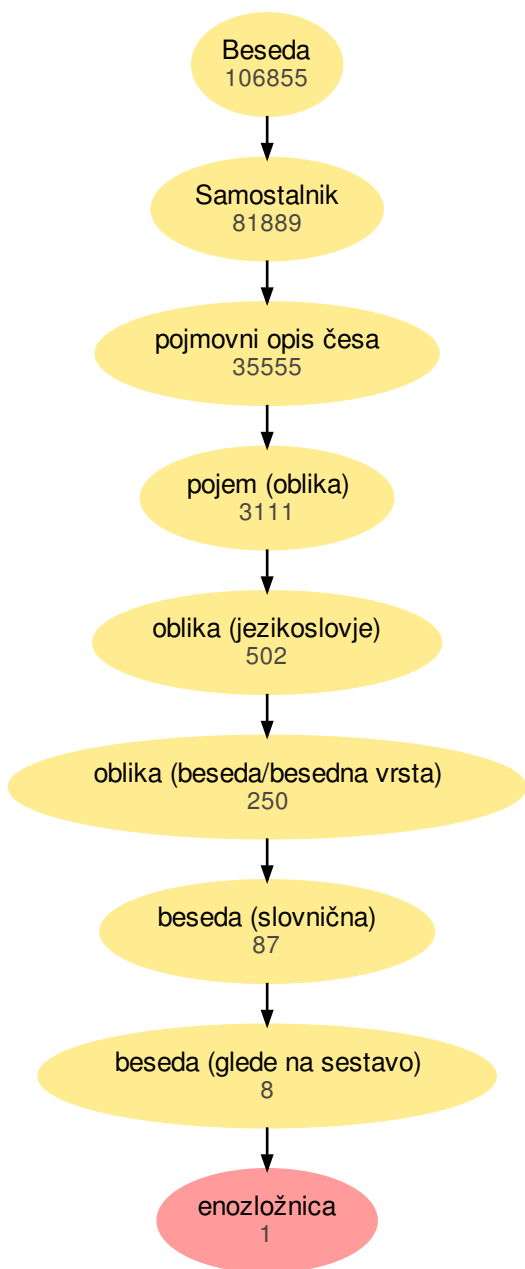 Beseda
106855
Samostalnik
81889
pojmovni opis česa
35555
pojem (oblika)
3111
oblika (jezikoslovje)
502
oblika (beseda/besedna vrsta)
250
beseda (slovnična)
87
beseda (glede na sestavo)
8
enozložnica
1